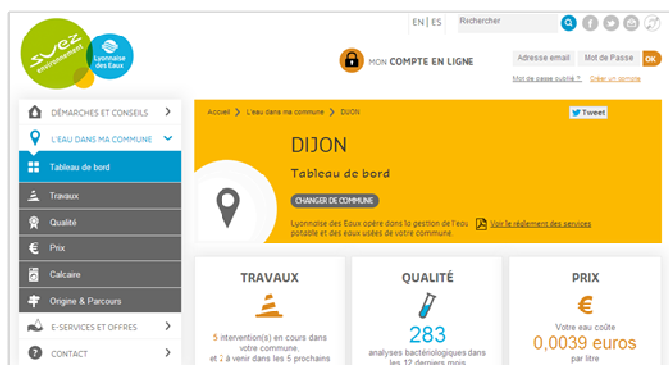 EN | ES
Rechercher
suez
environnement
Lyonnaise
des Eaux
MON COMPTE EN LIGNE
Adresse email
Mot de Passe
OK
Mot de passe oublié ?
Créer un compte
DÉMARCHES ET CONSEILS
L'EAU DANS MA COMMUNE
Tableau de bord
Travaux
Qualité
Prix
Calcaire
Origine & Parcours
E-SERVICES ET OFFRES
CONTACT
Accueil > L'eau dans ma commune > DIJON
Tweet
DIJON
Tableau de bord
CHANGER DE COMMUNE
Lyonnaise des Eaux opère dans la gestion de l'eau
potable et des eaux usées de votre commune.
Voir le réglement des services
TRAVAUX
5 intervention(s) en cours dans
votre commune,
et 2 à venir dans les 5 prochains
QUALITÉ
283
analyses bactériologiques dans
les 12 derniers mois
PRIX
€
Votre eau coûte
0,0039 euros
par litre